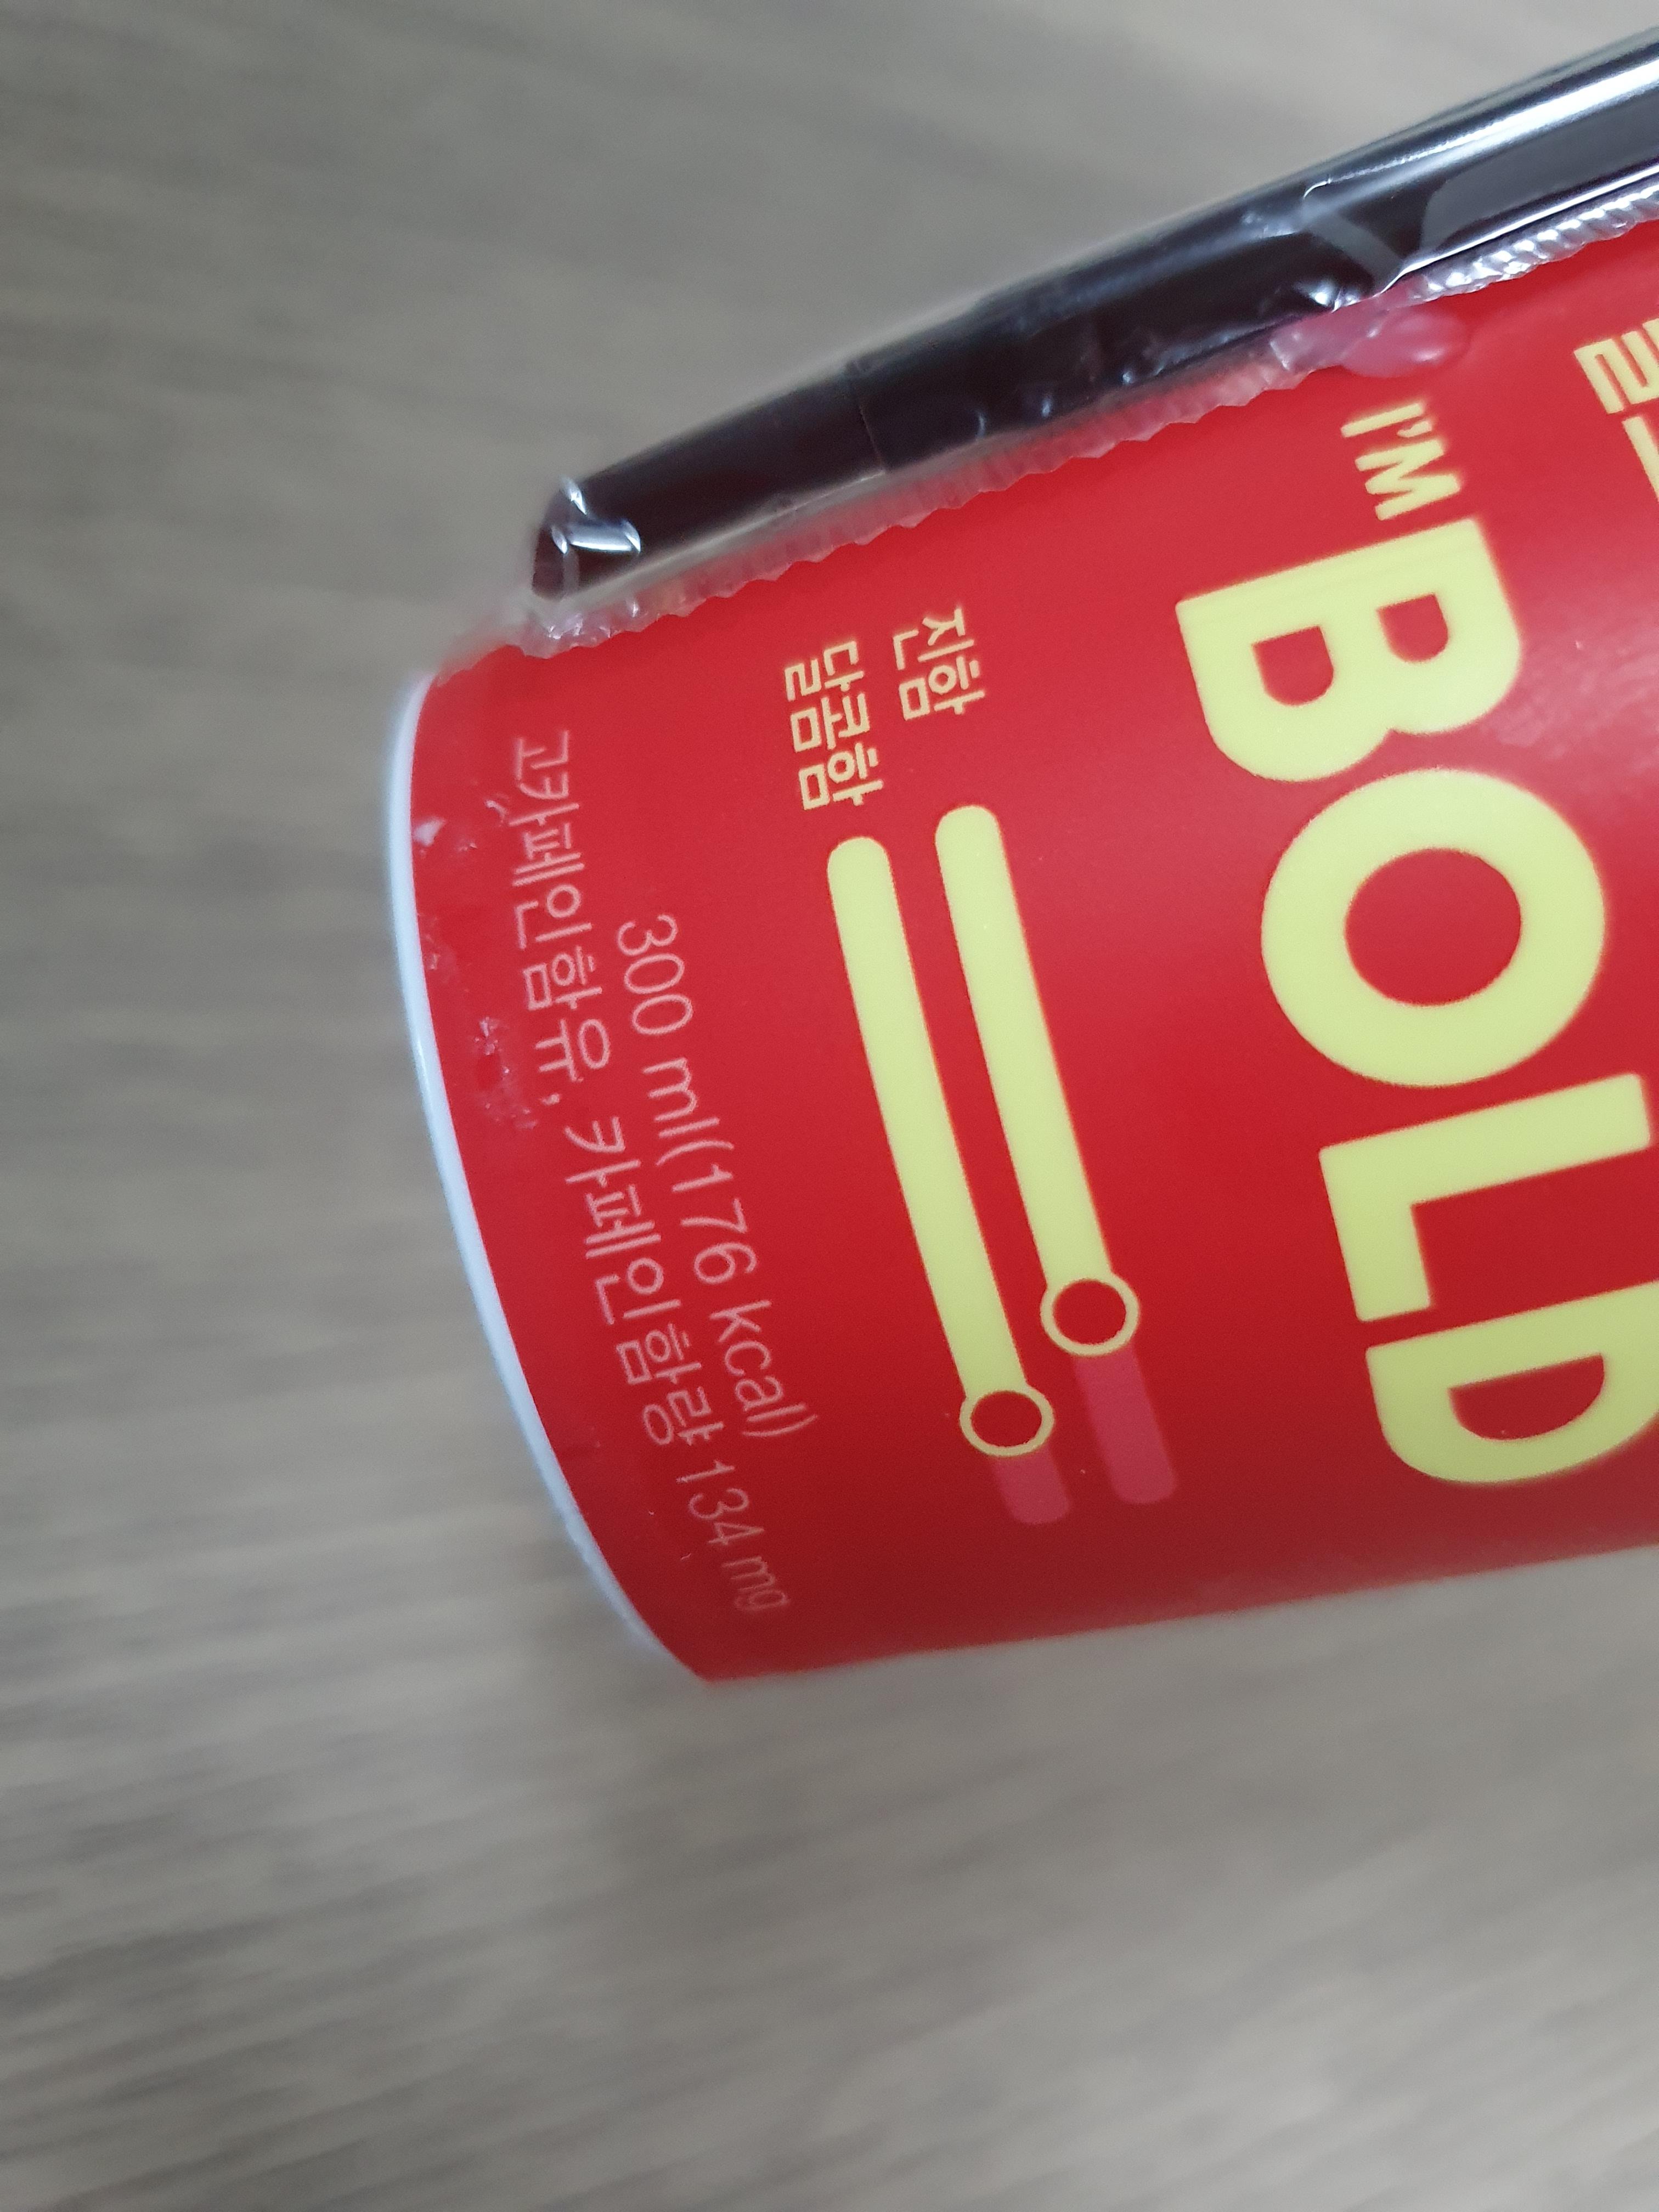 I'M
BOLD
진함
달콤함
300 ml(176 kcal)
고카페인함유, 카페인함량 134 mg